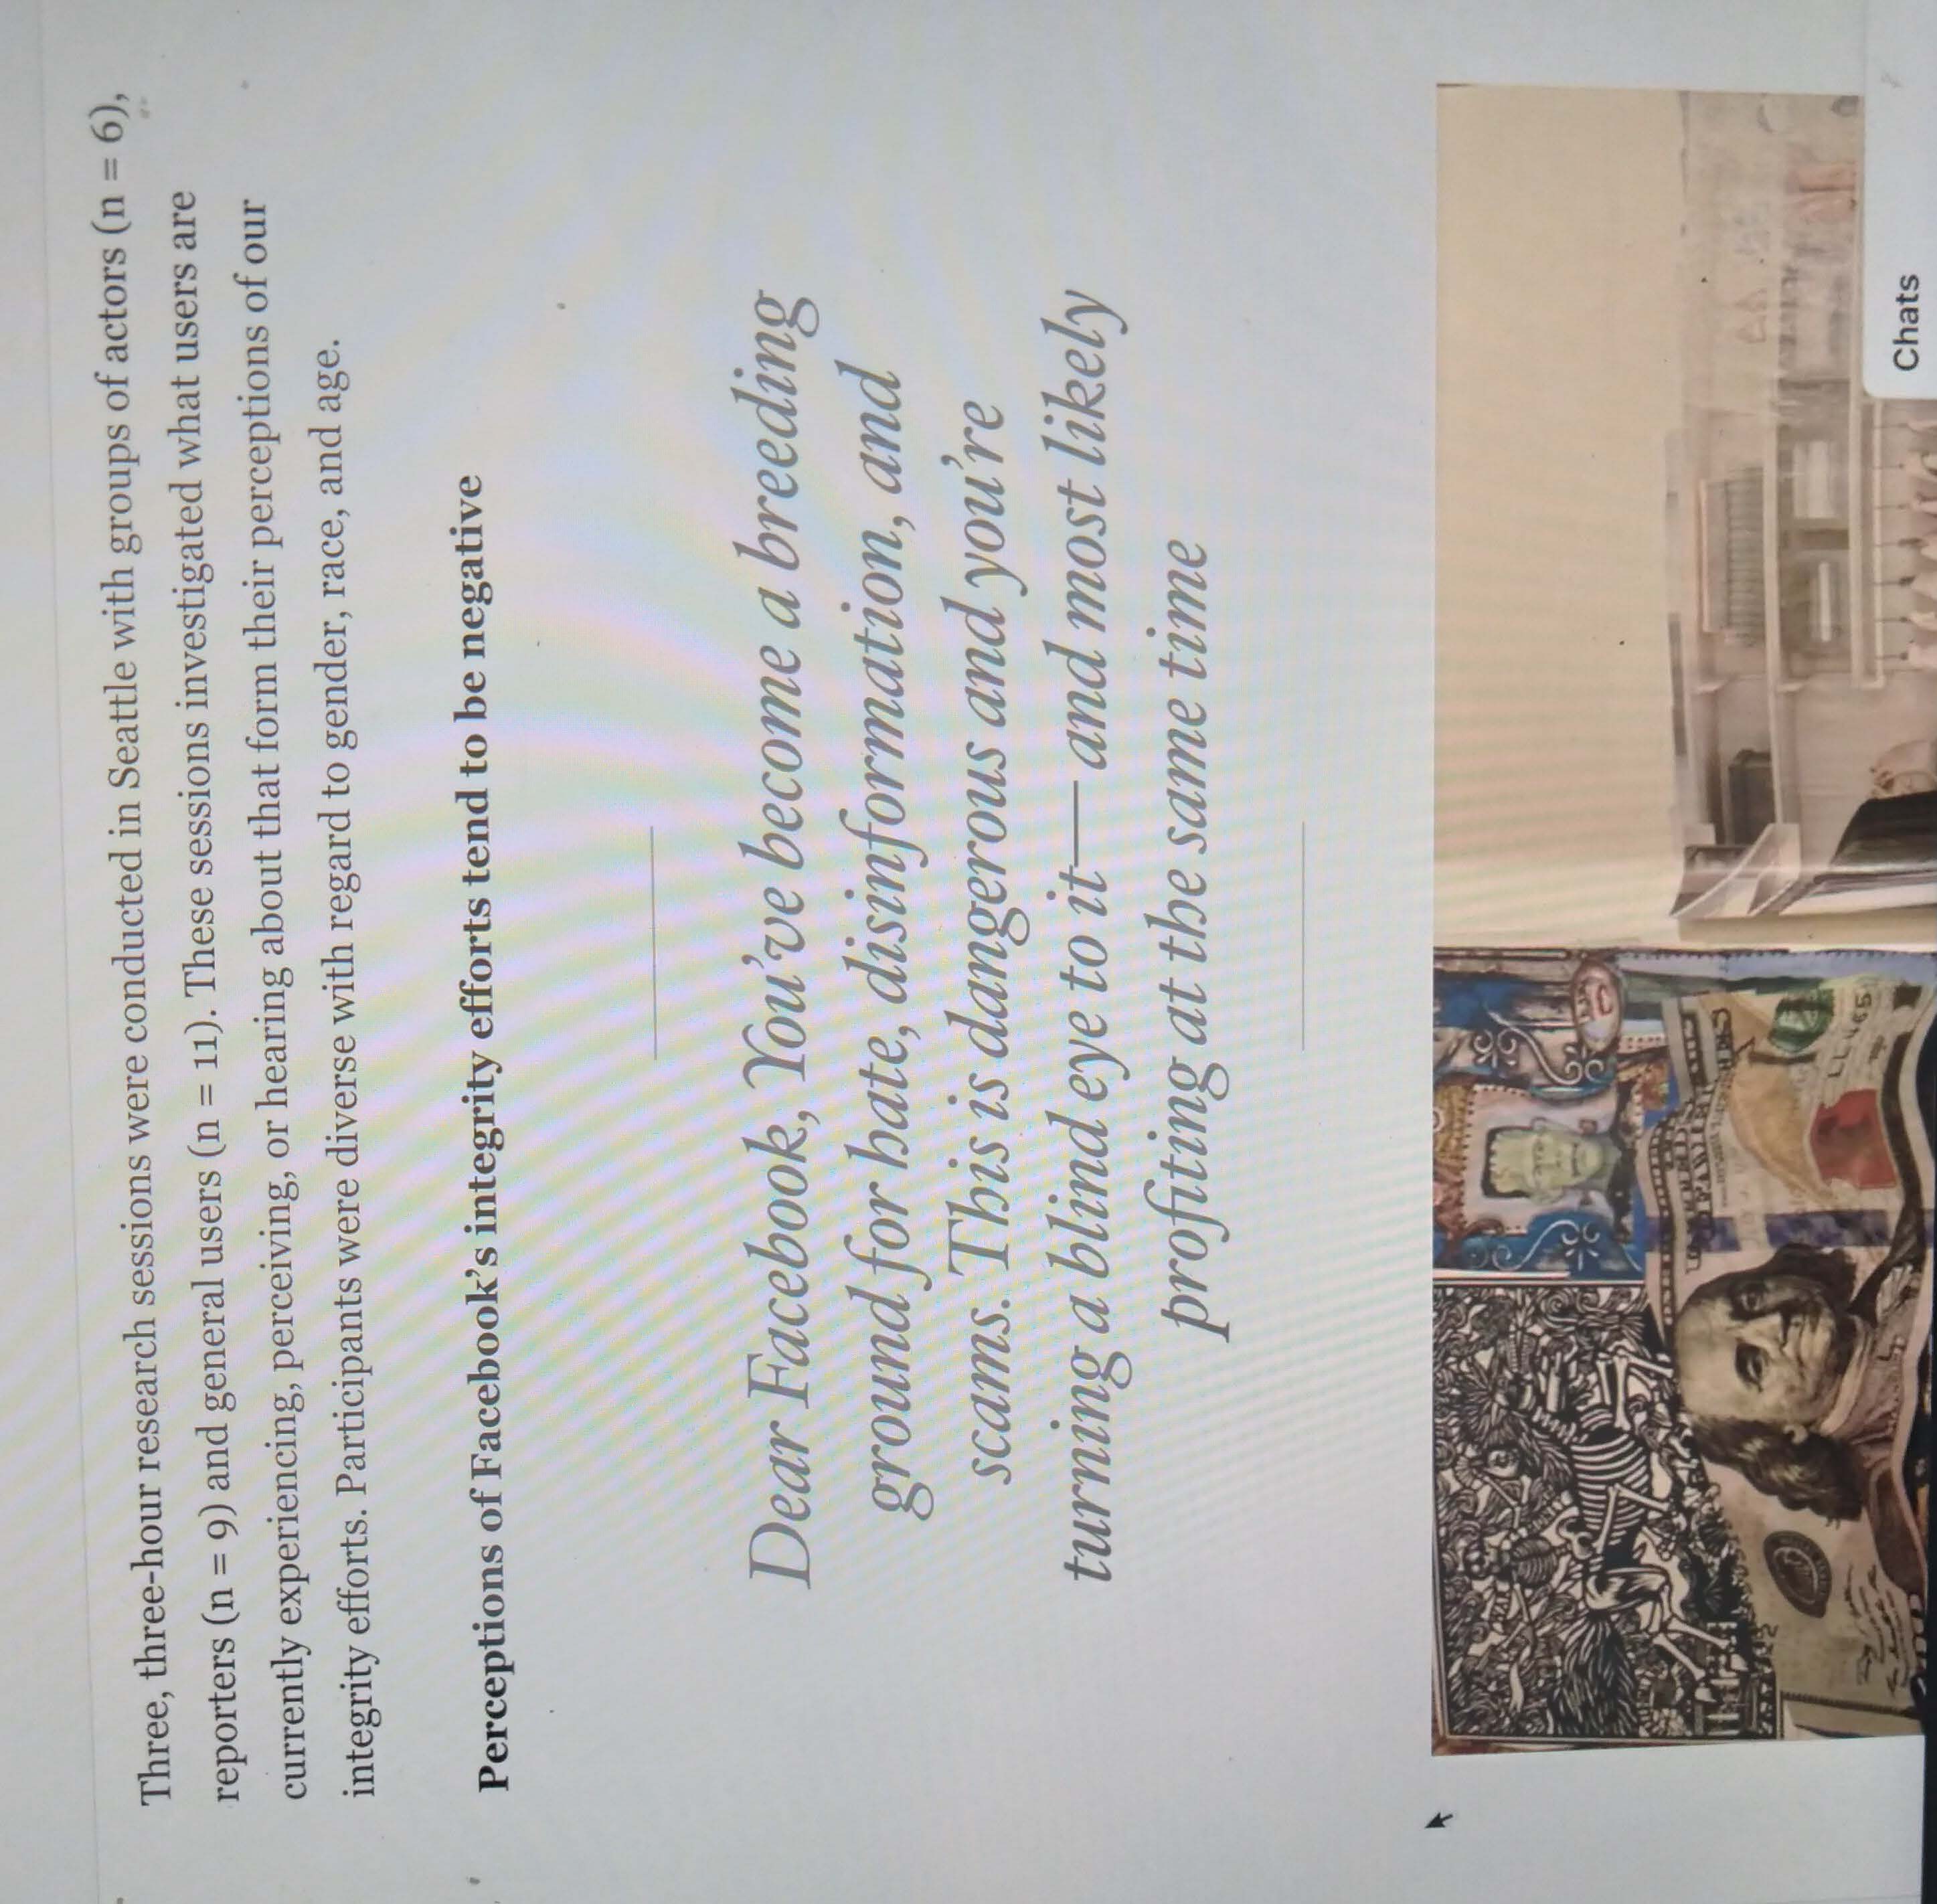 Three, three-hour research sessions were conducted in Seattle with groups of actors (n = 6),
reporters (n = 9) and general users (n = 11). These sessions investigated what users are
currently experiencing, perceiving, or hearing about that form their perceptions of our
integrity efforts. Participants were diverse with regard to gender, race, and age.
Perceptions of Facebook’s integrity efforts tend to be negative
Dear Facebook, You’ve become a breeding
ground for hate, disinformation, and
scams. This is dangerous and you’re
turning a blind eye to it— and most likely
profiting at the same time
Chats